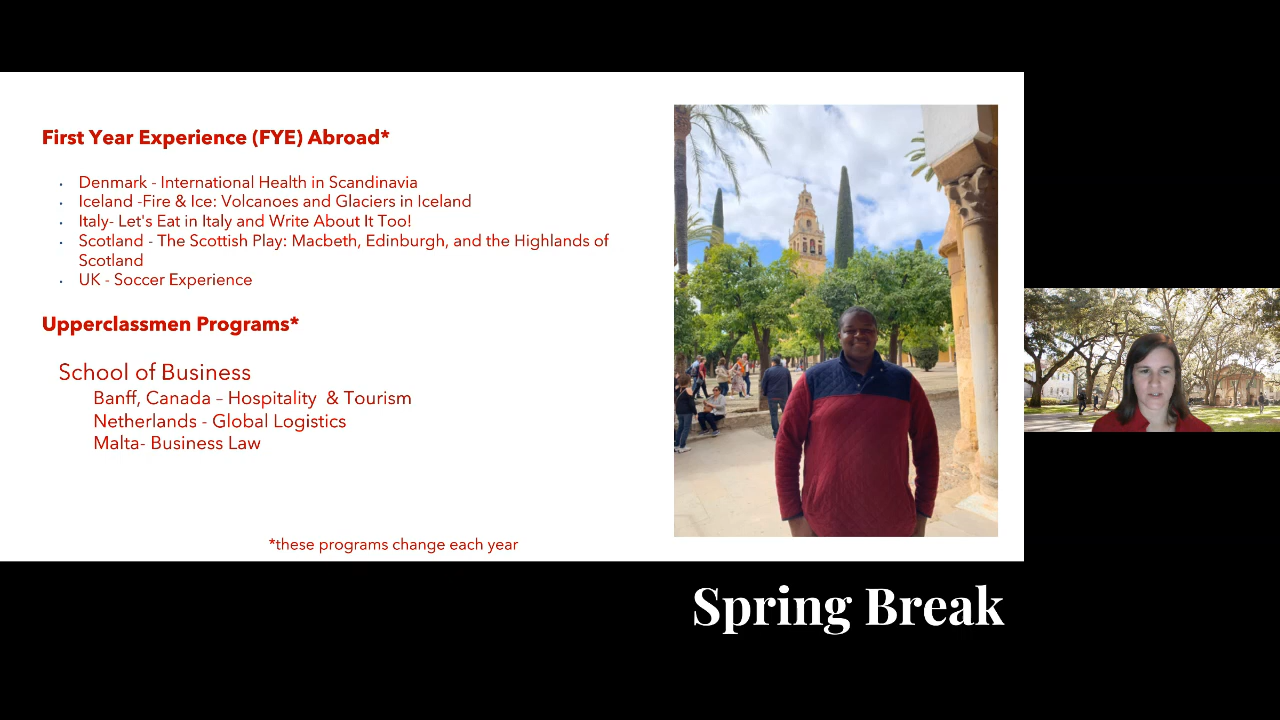 First Year Experience (FYE) Abroad*
· Denmark - International Health in Scandinavia
· Iceland -Fire & Ice: Volcanoes and Glaciers in Iceland
· Italy- Let's Eat in Italy and Write About It Too!
· Scotland - The Scottish Play: Macbeth, Edinburgh, and the Highlands of
Scotland
· UK - Soccer Experience
Upperclassmen Programs*
School of Business
Banff, Canada – Hospitality & Tourism
Netherlands - Global Logistics
Malta- Business Law
*these programs change each year
Spring Break